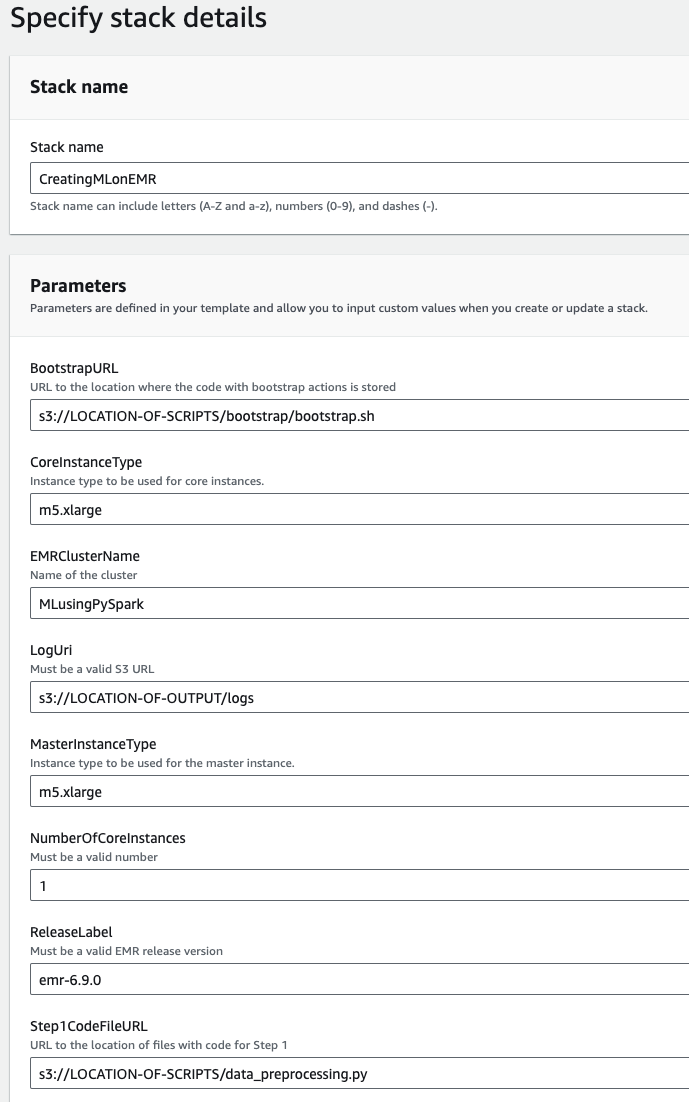 Specify stack details
Stack name
Stack name
CreatingMLonEMR
Stack name can include letters (A-Z and a-z), numbers (0-9), and dashes (-).
Parameters
Parameters are defined in your template and allow you to input custom values when you create or update a stack.
BootstrapURL
URL to the location where the code with bootstrap actions is stored
s3://LOCATION-OF-SCRIPTS/bootstrap/bootstrap.sh
CoreInstanceType
Instance type to be used for core instances.
m5.xlarge
EMRClusterName
Name of the cluster
MLusingPySpark
LogUri
Must be a valid S3 URL
s3://LOCATION-OF-OUTPUT/logs
MasterInstanceType
Instance type to be used for the master instance.
m5.xlarge
NumberOfCoreInstances
Must be a valid number
1
ReleaseLabel
Must be a valid EMR release version
emr-6.9.0
Step1CodeFileURL
URL to the location of files with code for Step 1
s3://LOCATION-OF-SCRIPTS/data_preprocessing.py